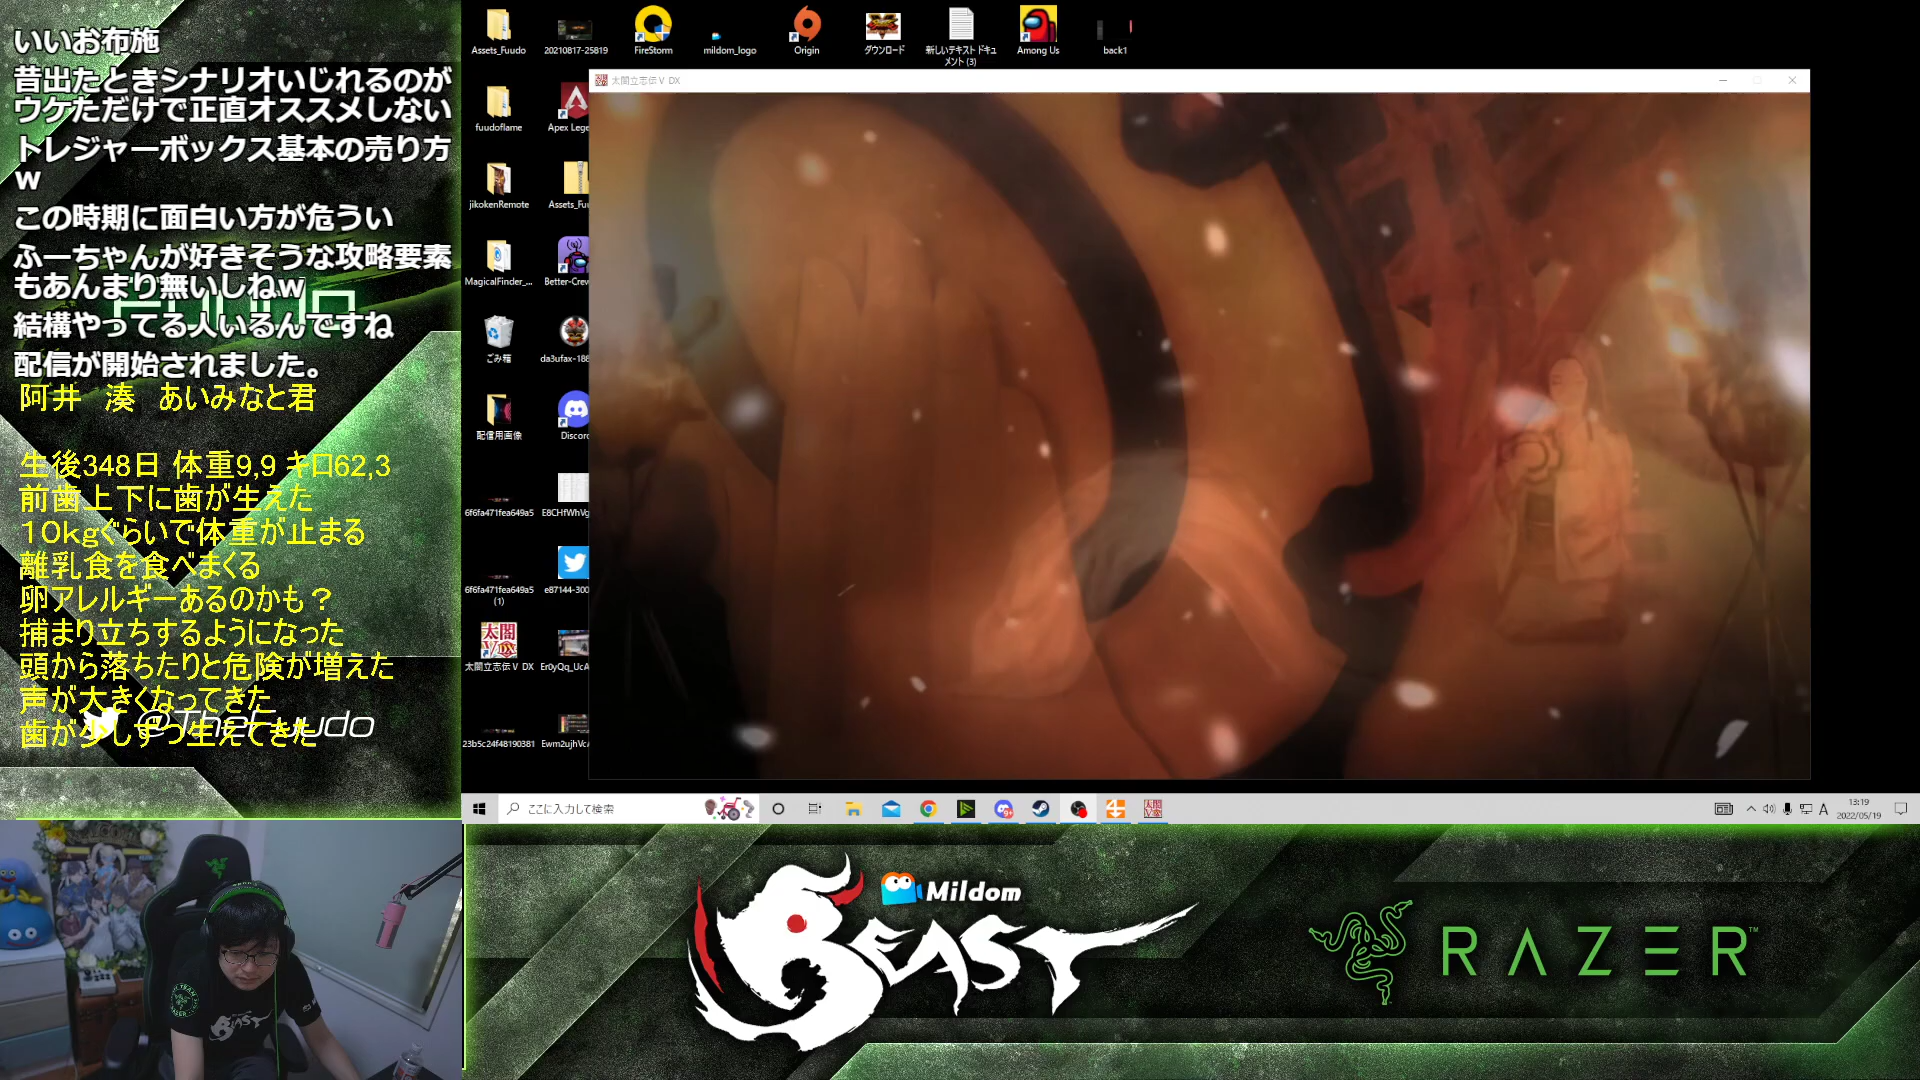 いいお布施
昔出たときシナリオいじれるのが
ウケただけで正直オススメしない
トレジャーボックス基本の売り方
w
この時期に面白い方が危うい
ふーちゃんが好きそうな攻略要素
もあんまり無いしねw
結構やってる人いるんですね
配信が開始されました。
阿井　湊　あいみなと君
生後348日 体重9,9 キロ62,3
前歯上下に歯が生えた
１０ｋｇぐらいで体重が止まる
離乳食を食べまくる
卵アレルギーあるのかも？
捕まり立ちするようになった
頭から落ちたりと危険が増えた
声が大きくなってきた
歯が少しずつ生えてきた
@TheFuudo
Assets_Fuudo
20210817-25819
FireStorm
mildom_logo
Origin
ダウンロード
新しいテキスト ドキュ
メント (3)
Among Us
back1
太閤立志伝Ⅴ DX
fuudoflame
Apex Lege
jikokenRemote
Assets_Fuu
MagicalFinder_...
Better-Crew
ごみ箱
da3ufax-188
配信用画像
Discord
6f6fa471fea649a5
E8CHfWhVg
6f6fa471fea649a5
(1)
e87144-300
太閤
Ⅴ DX
太閤立志伝Ⅴ DX
Er0yQq_UcA
23b5c24f48190381
Ewm2ujhVcA
ここに入力して検索
A
13:19
2022/05/19
Mildom
BEAST
RAZER™
BEAST